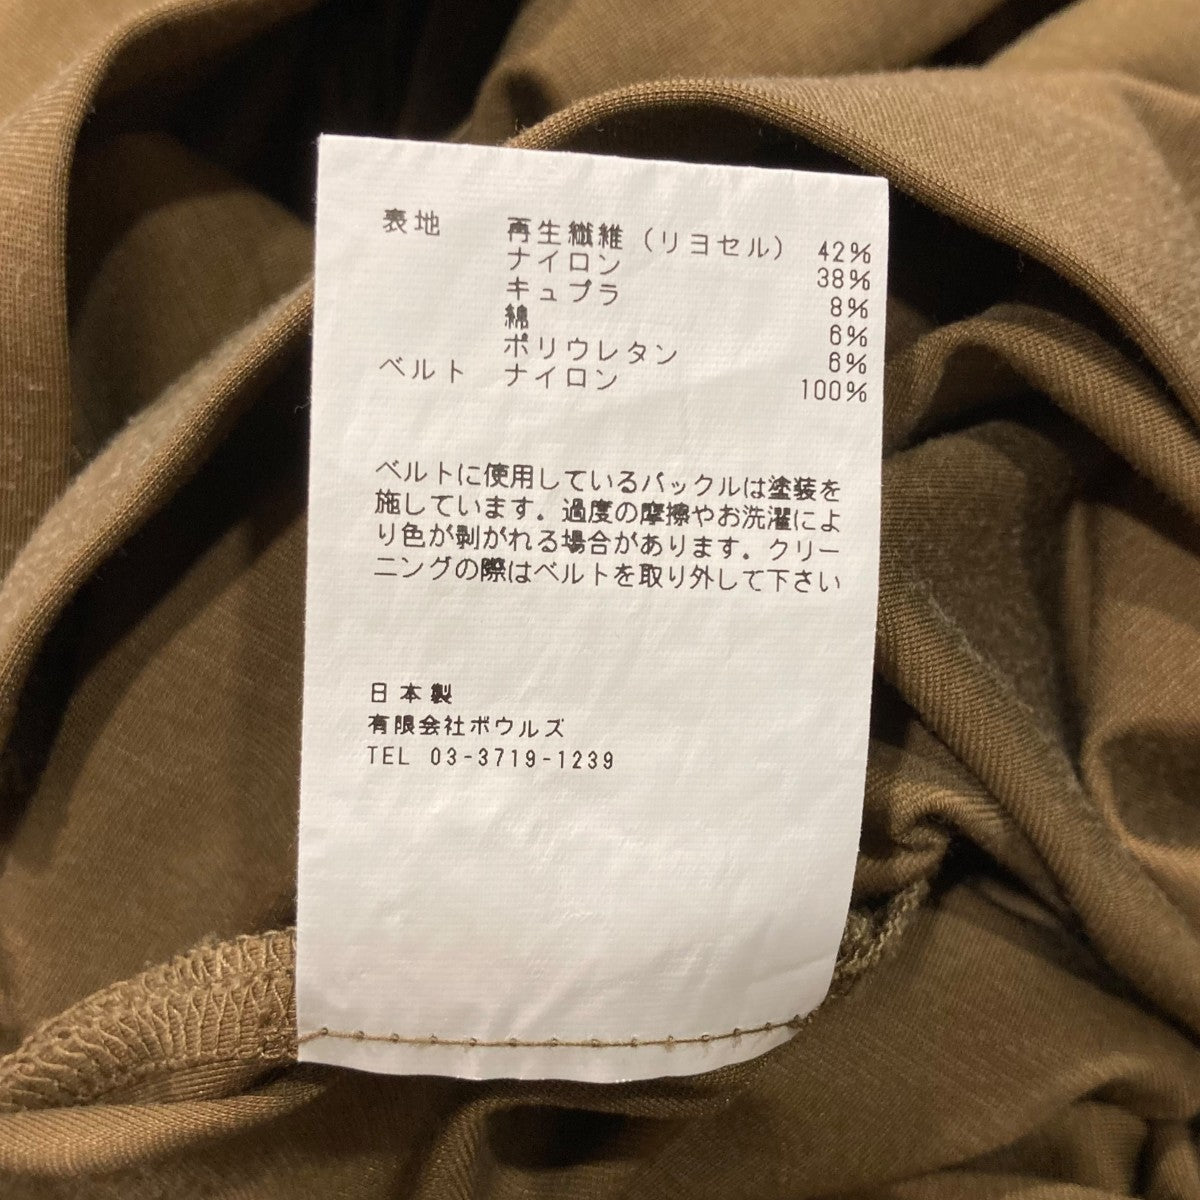 表地 再生繊維（リヨセル） 42%
ナイロン 38%
キュプラ 8%
綿 6%
ポリウレタン 6%
ベルト ナイロン 100%
ベルトに使用しているバックルは塗装を
施しています。過度の摩擦やお洗濯によ
り色が剥がれる場合があります。クリー
ニングの際はベルトを取り外して下さい
日本製
有限会社ボウルズ
TEL 03-3719-1239